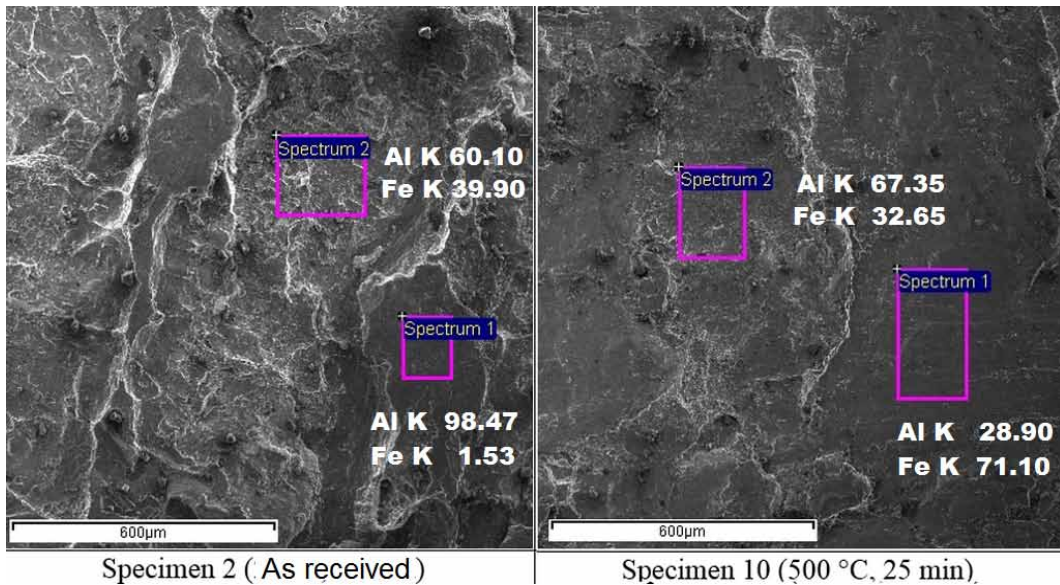 Spectrum 2
Al K 60.10
Fe K 39.90
Spectrum 1
Al K 98.47
Fe K 1.53
600µm
Specimen 2 (As received)
Spectrum 2
Al K 67.35
Fe K 32.65
Spectrum 1
Al K 28.90
Fe K 71.10
600µm
Specimen 10 (500 °C, 25 min)